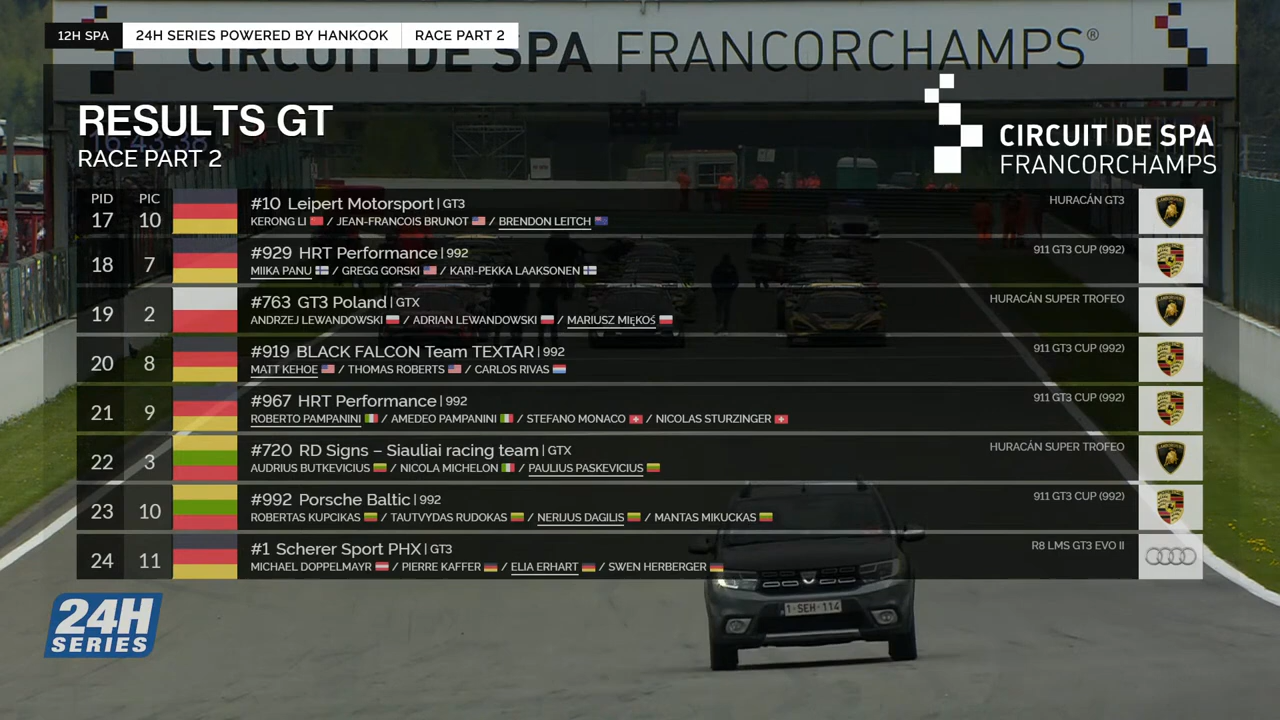 12H SPA 24H SERIES POWERED BY HANKOOK RACE PART 2
CIRCUIT DE SPA FRANCORCHAMPS®
RESULTS GT
RACE PART 2
CIRCUIT DE SPA
FRANCORCHAMPS
PID PIC
17 10 #10 Leipert Motorsport | GT3 HURACÁN GT3
KERONG LI / JEAN-FRANCOIS BRUNOT / BRENDON LEITCH
18 7 #929 HRT Performance | 992 911 GT3 CUP (992)
MIIKA PANU / GREGG GORSKI / KARI-PEKKA LAAKSONEN
19 2 #763 GT3 Poland | GTX HURACÁN SUPER TROFEO
ANDRZEJ LEWANDOWSKI / ADRIAN LEWANDOWSKI / MARIUSZ MIĘKOŚ
20 8 #919 BLACK FALCON Team TEXTAR | 992 911 GT3 CUP (992)
MATT KEHOE / THOMAS ROBERTS / CARLOS RIVAS
21 9 #967 HRT Performance | 992 911 GT3 CUP (992)
ROBERTO PAMPANINI / AMEDEO PAMPANINI / STEFANO MONACO / NICOLAS STURZINGER
22 3 #720 RD Signs – Siauliai racing team | GTX HURACÁN SUPER TROFEO
AUDRIUS BUTKEVICIUS / NICOLA MICHELON / PAULIUS PASKEVICIUS
23 10 #992 Porsche Baltic | 992 911 GT3 CUP (992)
ROBERTAS KUPCIKAS / TAUTVYDAS RUDOKAS / NERIJUS DAGILIS / MANTAS MIKUCKAS
24 11 #1 Scherer Sport PHX | GT3 R8 LMS GT3 EVO II
MICHAEL DOPPELMAYR / PIERRE KAFFER / ELIA ERHART / SWEN HERBERGER
1-SEH-114
24H
SERIES